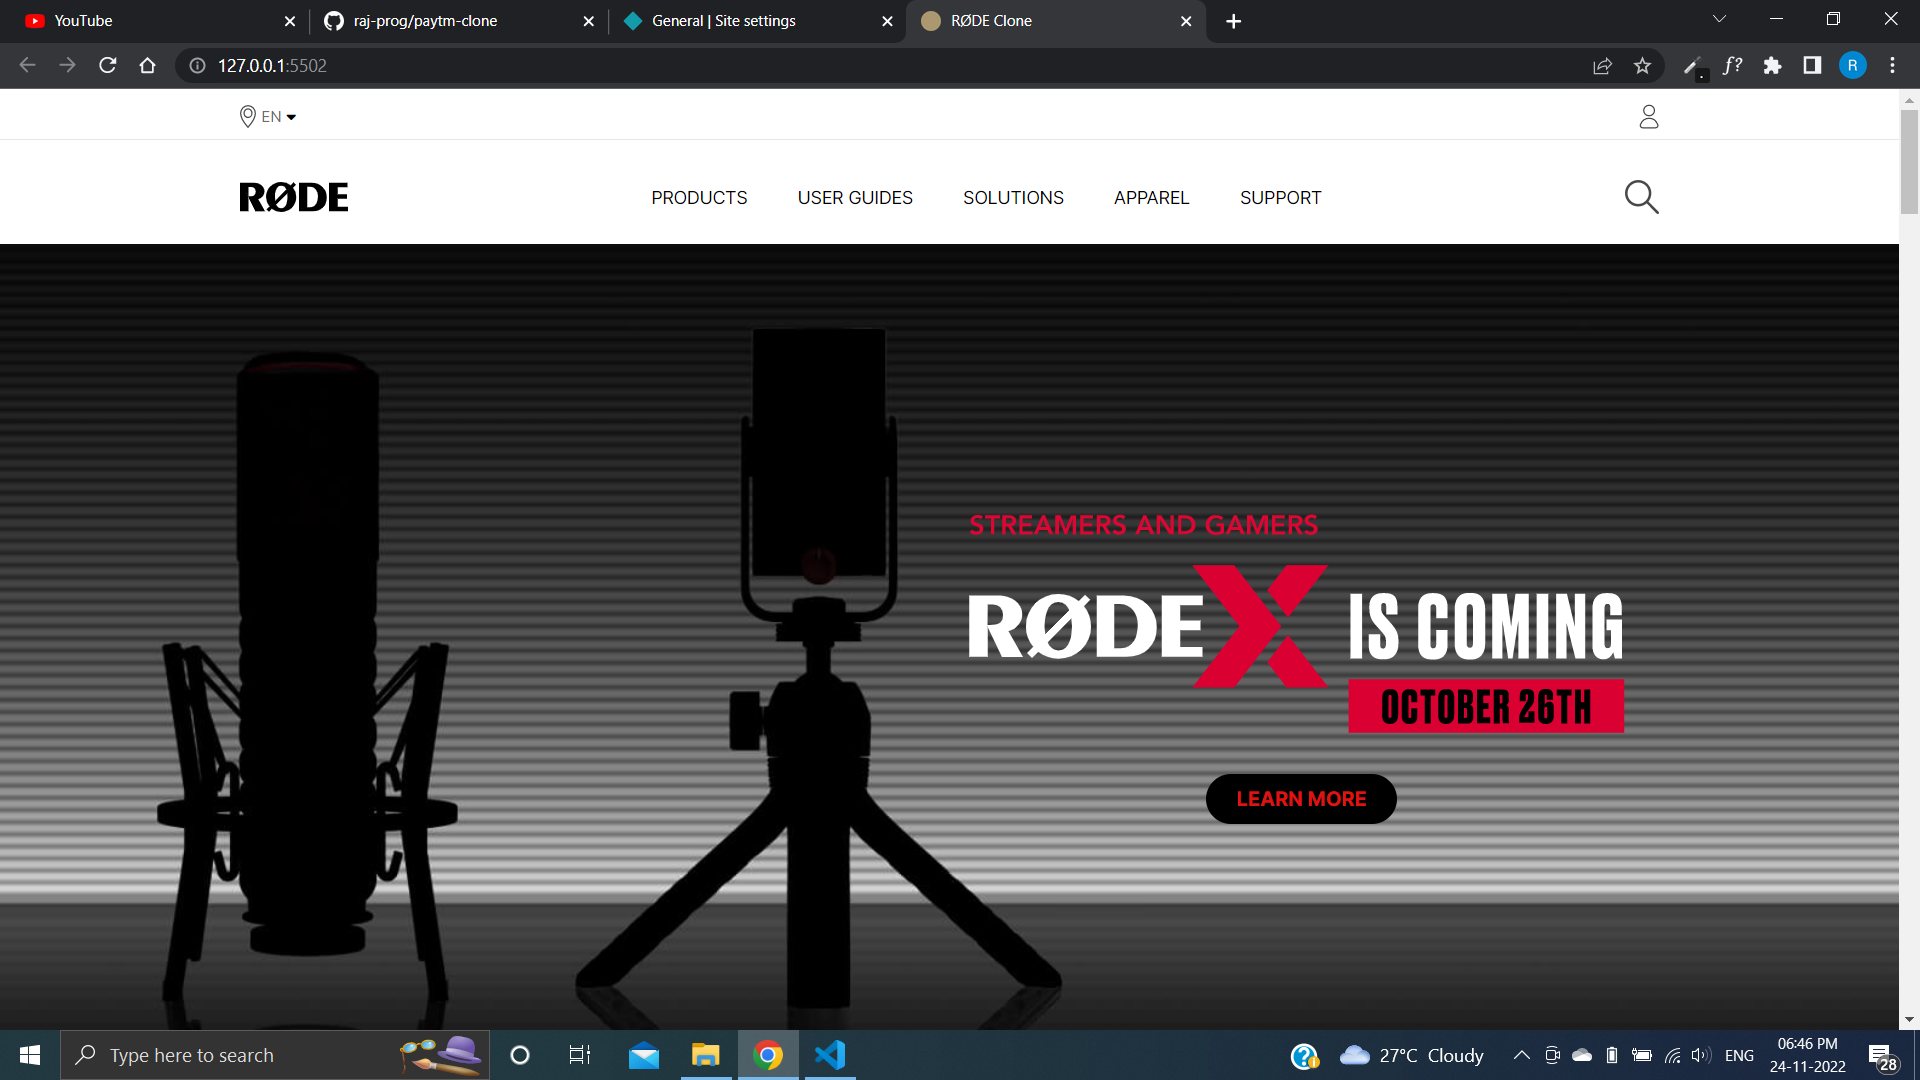 YouTube
raj-prog/paytm-clone
General | Site settings
RØDE Clone
127.0.0.1:5502
f?
R
EN
RØDE
PRODUCTS
USER GUIDES
SOLUTIONS
APPAREL
SUPPORT
STREAMERS AND GAMERS
RØDE X IS COMING
OCTOBER 26TH
LEARN MORE
Type here to search
27°C Cloudy
ENG
06:46 PM
24-11-2022
28